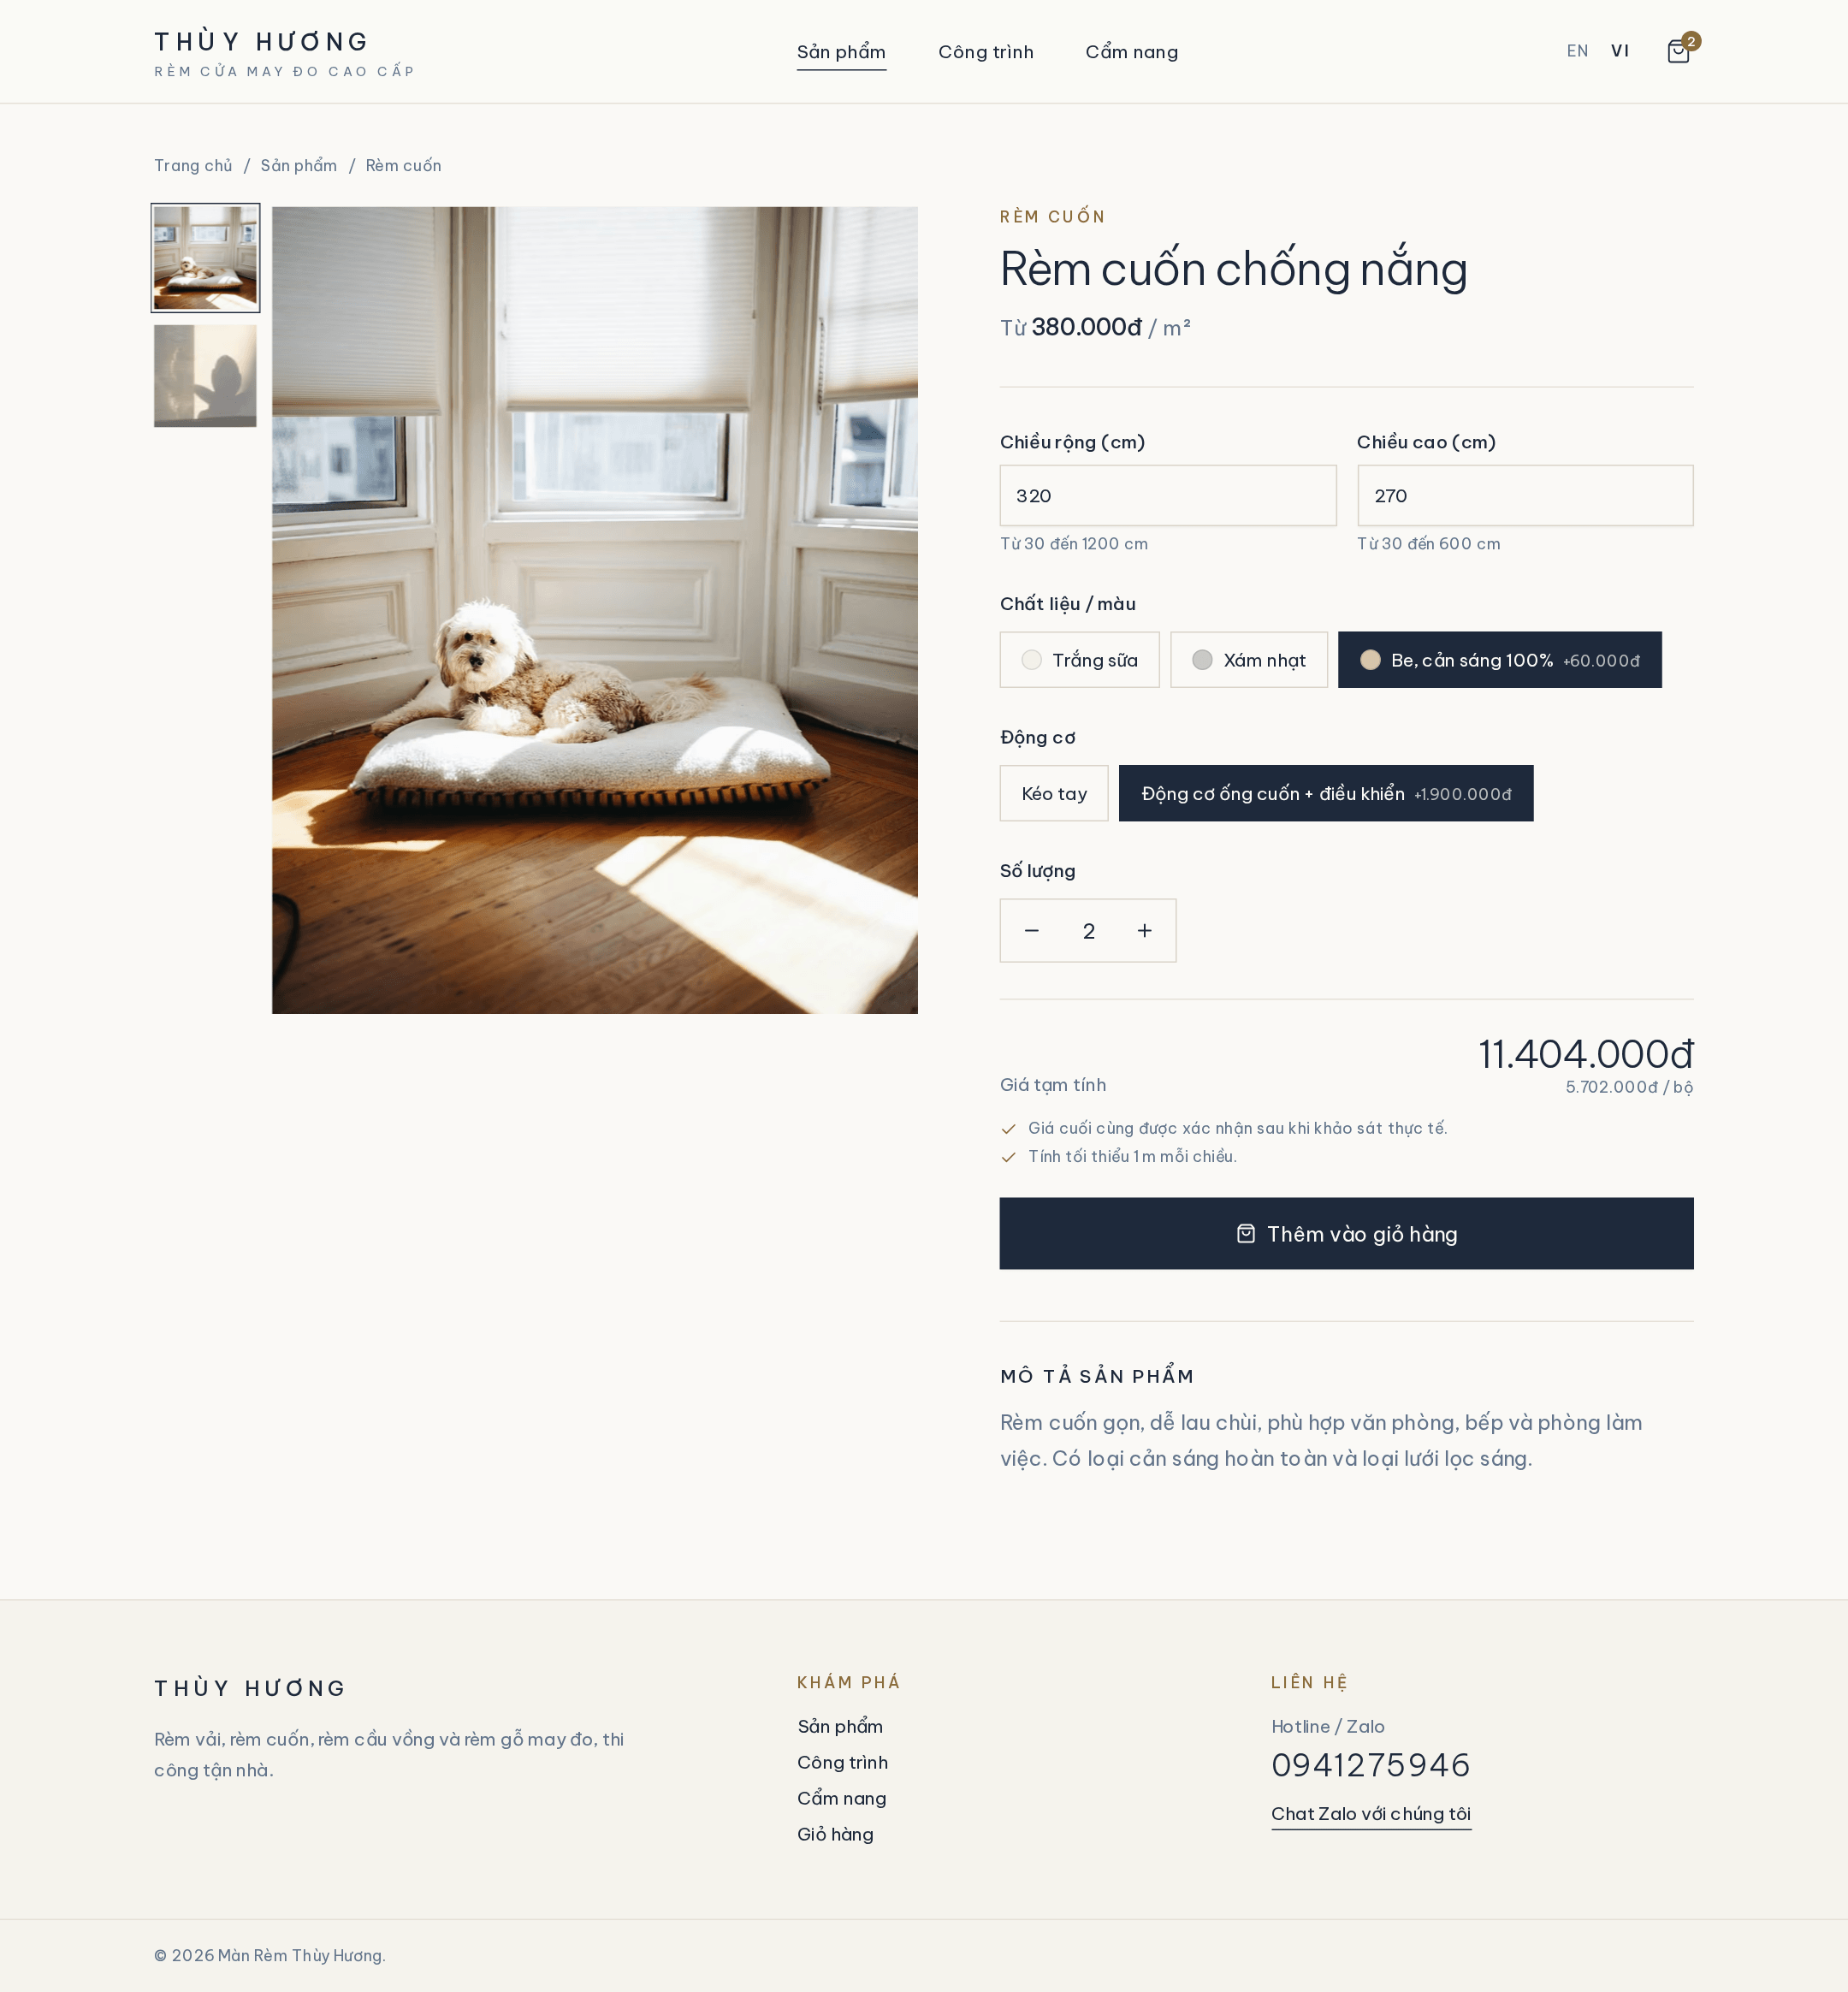 THÙY HƯƠNG
RÈM CỬA MAY ĐO CAO CẤP
Sản phẩm
Công trình
Cẩm nang
EN
VI
2
Trang chủ / Sản phẩm / Rèm cuốn
RÈM CUỐN
Rèm cuốn chống nắng
Từ 380.000đ / m²
Chiều rộng (cm)
320
Từ 30 đến 1200 cm
Chiều cao (cm)
270
Từ 30 đến 600 cm
Chất liệu / màu
Trắng sữa
Xám nhạt
Be, cản sáng 100% +60.000đ
Động cơ
Kéo tay
Động cơ ống cuốn + điều khiển +1.900.000đ
Số lượng
− 2 +
Giá tạm tính
11.404.000đ
5.702.000đ / bộ
Giá cuối cùng được xác nhận sau khi khảo sát thực tế.
Tính tối thiểu 1 m mỗi chiều.
Thêm vào giỏ hàng
MÔ TẢ SẢN PHẨM
Rèm cuốn gọn, dễ lau chùi, phù hợp văn phòng, bếp và phòng làm
việc. Có loại cản sáng hoàn toàn và loại lưới lọc sáng.
THÙY HƯƠNG
Rèm vải, rèm cuốn, rèm cầu vồng và rèm gỗ may đo, thi
công tận nhà.
KHÁM PHÁ
Sản phẩm
Công trình
Cẩm nang
Giỏ hàng
LIÊN HỆ
Hotline / Zalo
0941275946
Chat Zalo với chúng tôi
© 2026 Màn Rèm Thùy Hương.